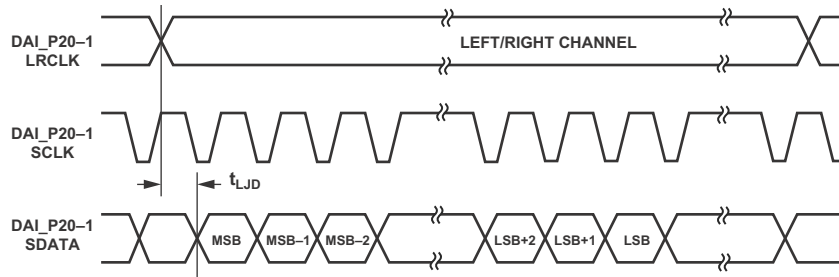 DAI_P20–1
LRCLK
LEFT/RIGHT CHANNEL
DAI_P20–1
SCLK
tLJD
DAI_P20–1
SDATA
MSB
MSB–1
MSB–2
LSB+2
LSB+1
LSB